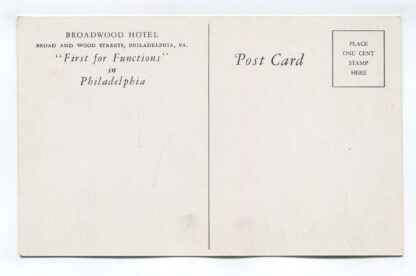 BROADWOOD HOTEL
BROAD AND WOOD STREETS, PHILADELPHIA, PA.
"First for Functions"
in
Philadelphia
Post Card
PLACE
ONE CENT
STAMP
HERE